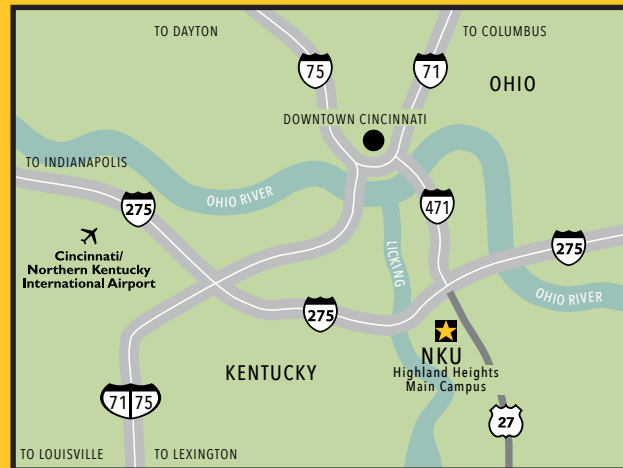 TO DAYTON
TO COLUMBUS
75
71
OHIO
DOWNTOWN CINCINNATI
TO INDIANAPOLIS
OHIO RIVER
275
471
Cincinnati/
Northern Kentucky
International Airport
LICKING
275
OHIO RIVER
275
NKU
Highland Heights
Main Campus
KENTUCKY
71 75
27
TO LOUISVILLE
TO LEXINGTON